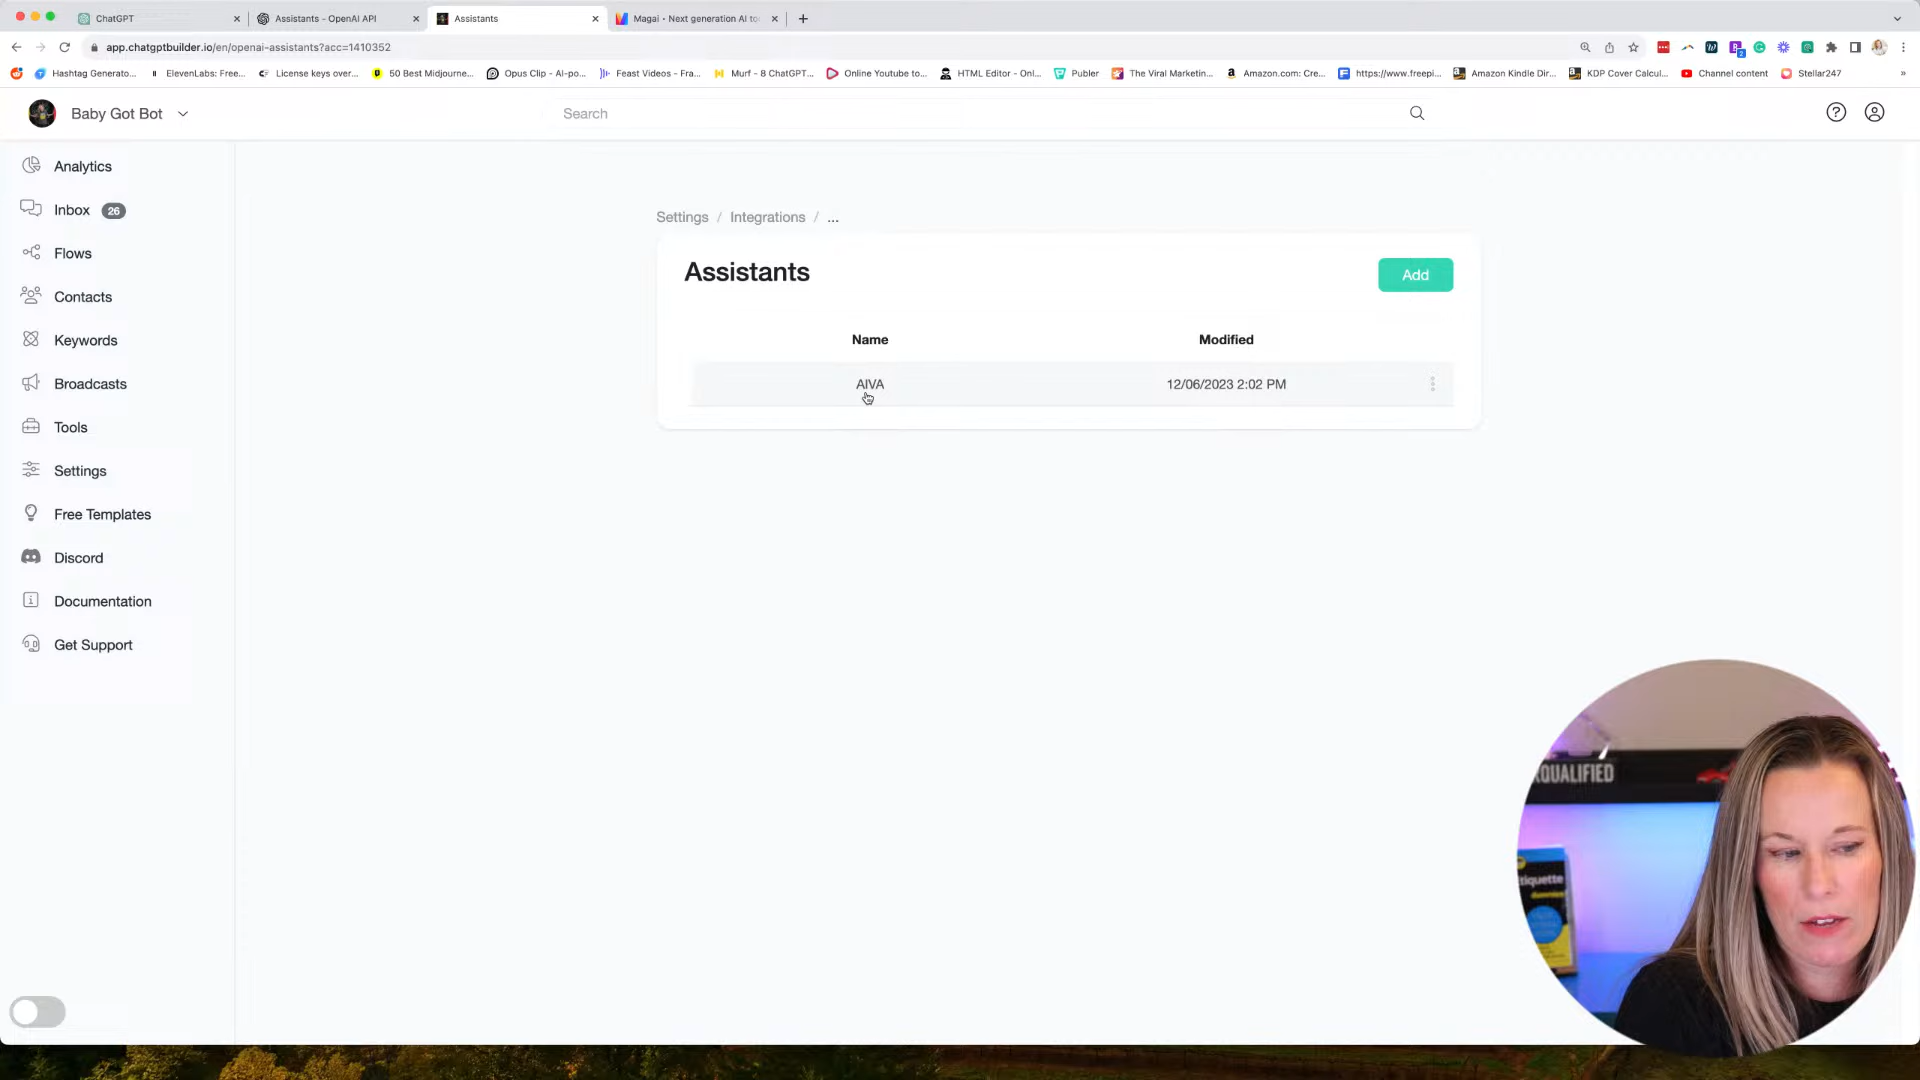 ChatGPT
Assistants - OpenAI API
Assistants
Magai • Next generation AI to
app.chatgptbuilder.io/en/openai-assistants?acc=1410352
Hashtag Generato...
ElevenLabs: Free...
License keys over...
50 Best Midjourne...
Opus Clip - AI-po...
Feast Videos - Fra...
Murf - 8 ChatGPT...
Online Youtube to...
HTML Editor - Onl...
Publer
The Viral Marketin...
Amazon.com: Cre...
https://www.freepi...
Amazon Kindle Dir...
KDP Cover Calcul...
Channel content
Stellar247
Baby Got Bot
Search
Analytics
Inbox 26
Flows
Contacts
Keywords
Broadcasts
Tools
Settings
Free Templates
Discord
Documentation
Get Support
Settings / Integrations / ...
Assistants
Add
Name Modified
AIVA 12/06/2023 2:02 PM
QUALIFIED
tiquette
dummies